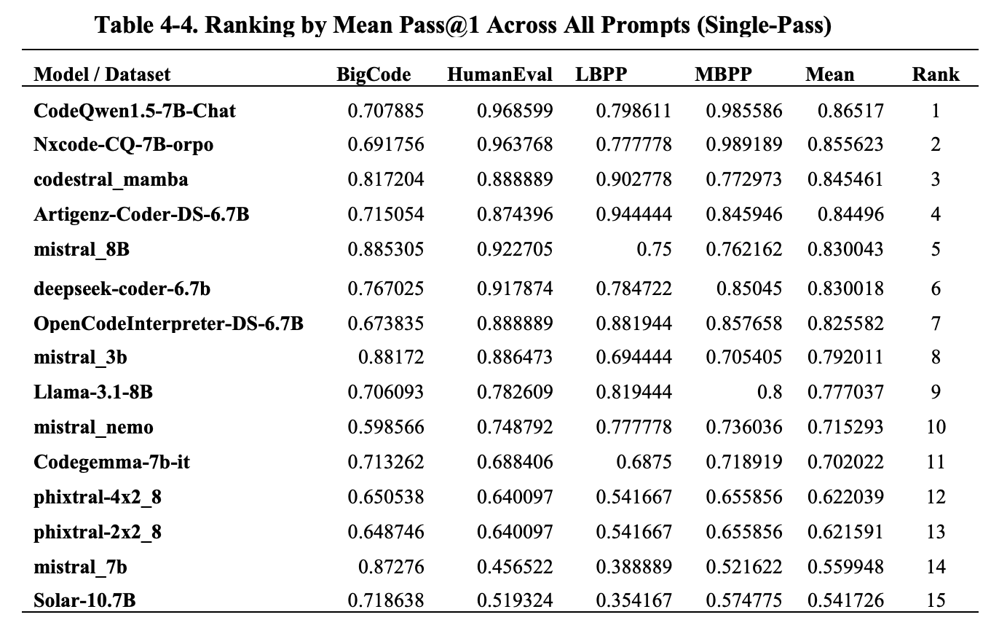 Table 4-4. Ranking by Mean Pass@1 Across All Prompts (Single-Pass)
Model / Dataset BigCode HumanEval LBPP MBPP Mean Rank
CodeQwen1.5-7B-Chat 0.707885 0.968599 0.798611 0.985586 0.86517 1
Nxcode-CQ-7B-orpo 0.691756 0.963768 0.777778 0.989189 0.855623 2
codestral_mamba 0.817204 0.888889 0.902778 0.772973 0.845461 3
Artigenz-Coder-DS-6.7B 0.715054 0.874396 0.944444 0.845946 0.84496 4
mistral_8B 0.885305 0.922705 0.75 0.762162 0.830043 5
deepseek-coder-6.7b 0.767025 0.917874 0.784722 0.85045 0.830018 6
OpenCodeInterpreter-DS-6.7B 0.673835 0.888889 0.881944 0.857658 0.825582 7
mistral_3b 0.88172 0.886473 0.694444 0.705405 0.792011 8
Llama-3.1-8B 0.706093 0.782609 0.819444 0.8 0.777037 9
mistral_nemo 0.598566 0.748792 0.777778 0.736036 0.715293 10
Codegemma-7b-it 0.713262 0.688406 0.6875 0.718919 0.702022 11
phixtral-4x2_8 0.650538 0.640097 0.541667 0.655856 0.622039 12
phixtral-2x2_8 0.648746 0.640097 0.541667 0.655856 0.621591 13
mistral_7b 0.87276 0.456522 0.388889 0.521622 0.559948 14
Solar-10.7B 0.718638 0.519324 0.354167 0.574775 0.541726 15